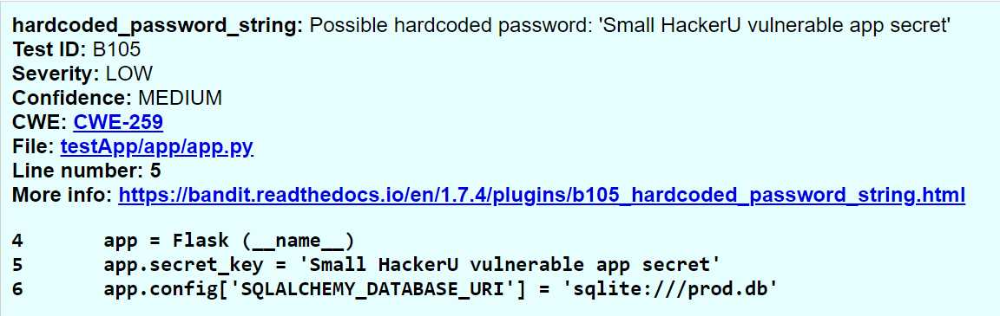 hardcoded_password_string: Possible hardcoded password: 'Small HackerU vulnerable app secret'
Test ID: B105
Severity: LOW
Confidence: MEDIUM
CWE: CWE-259
File: testApp/app/app.py
Line number: 5
More info: https://bandit.readthedocs.io/en/1.7.4/plugins/b105_hardcoded_password_string.html
4 app = Flask (__name__)
5 app.secret_key = 'Small HackerU vulnerable app secret'
6 app.config['SQLALCHEMY_DATABASE_URI'] = 'sqlite:///prod.db'